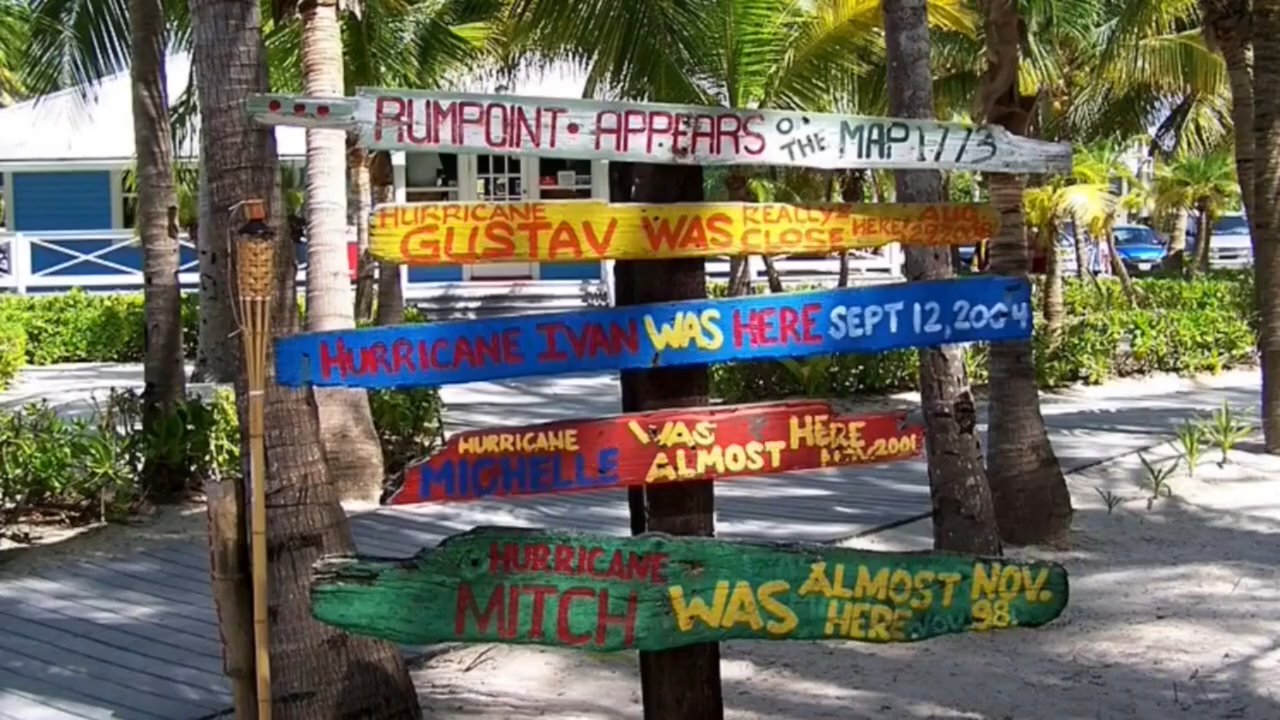 RUMPOINT• APPEARS ON THE MAP 1773
HURRICANE GUSTAV WAS REALLY CLOSE HERE! AUG. 29 2008
HURRICANE IVAN WAS HERE SEPT 12, 2004
HURRICANE MICHELLE WAS ALMOST HERE NOV. 2001
HURRICANE MITCH WAS ALMOST HERE NOV. 98.